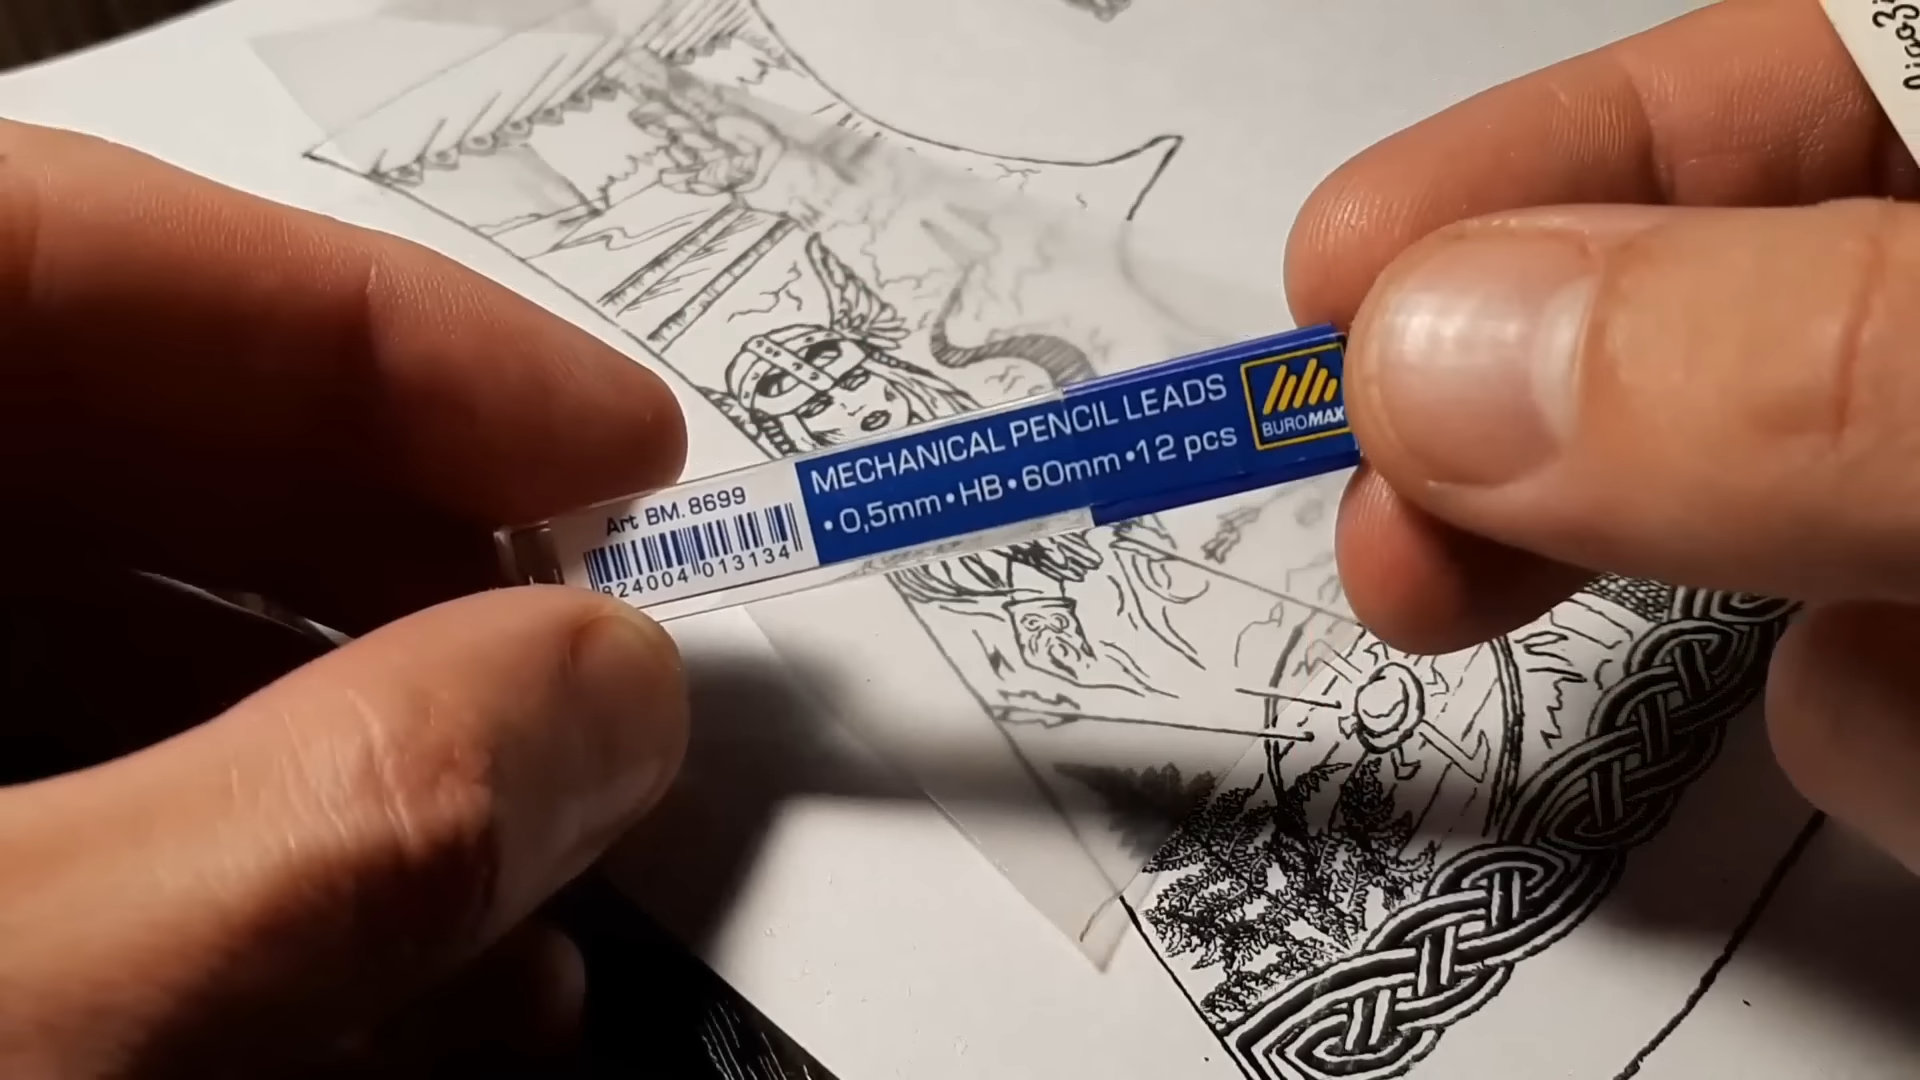 MECHANICAL PENCIL LEADS
• 0,5mm • HB • 60mm • 12 pcs
BUROMAX
Art BM. 8699
824004 013134